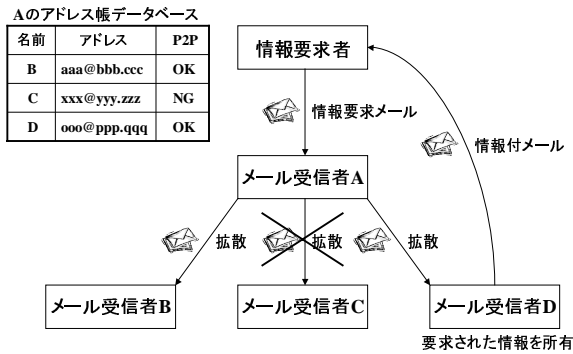 Aのアドレス帳データベース
名前 アドレス P2P
B aaa@bbb.ccc OK
C xxx@yyy.zzz NG
D ooo@ppp.qqq OK
情報要求者
情報要求メール
情報付メール
メール受信者A
拡散 拡散 拡散
メール受信者B メール受信者C メール受信者D
要求された情報を所有